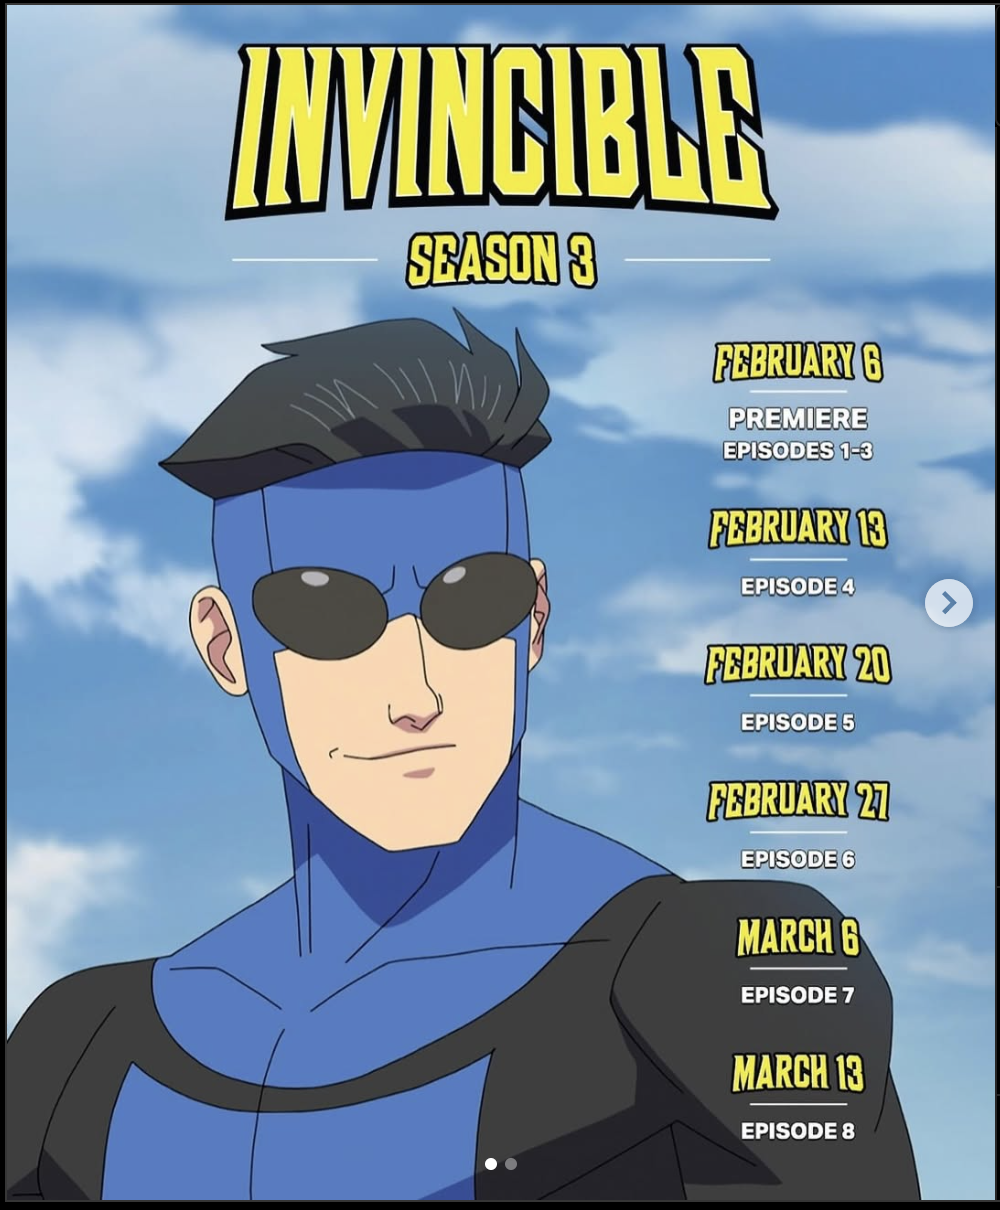 INVINCIBLE
SEASON 3
FEBRUARY 6
PREMIERE
EPISODES 1-3
FEBRUARY 13
EPISODE 4
FEBRUARY 20
EPISODE 5
FEBRUARY 27
EPISODE 6
MARCH 6
EPISODE 7
MARCH 13
EPISODE 8